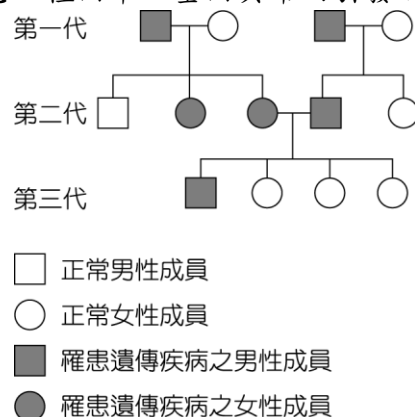 第一代
第二代
第三代
正常男性成員
正常女性成員
罹患遺傳疾病之男性成員
罹患遺傳疾病之女性成員